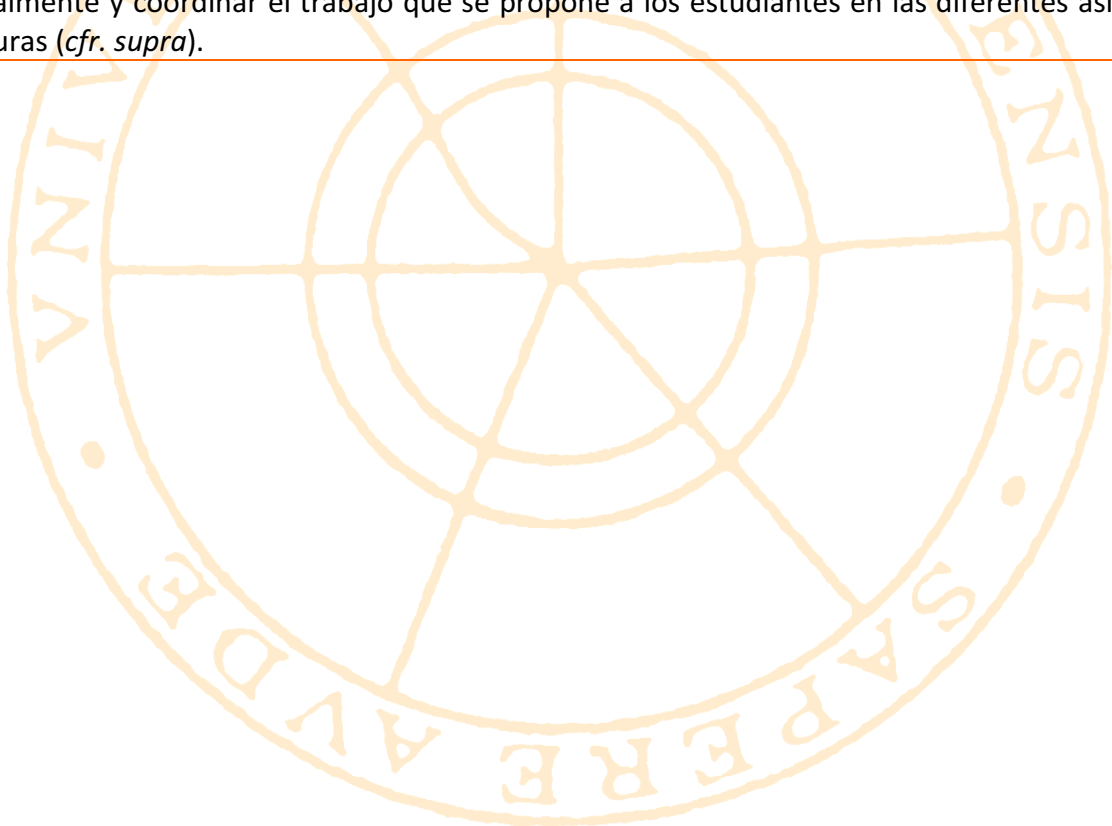 almente y coordinar el trabajo que se propone a los estudiantes en las diferentes asi
uras (cfr. supra).
VNIV
ENSIS
SAPERE AVDE